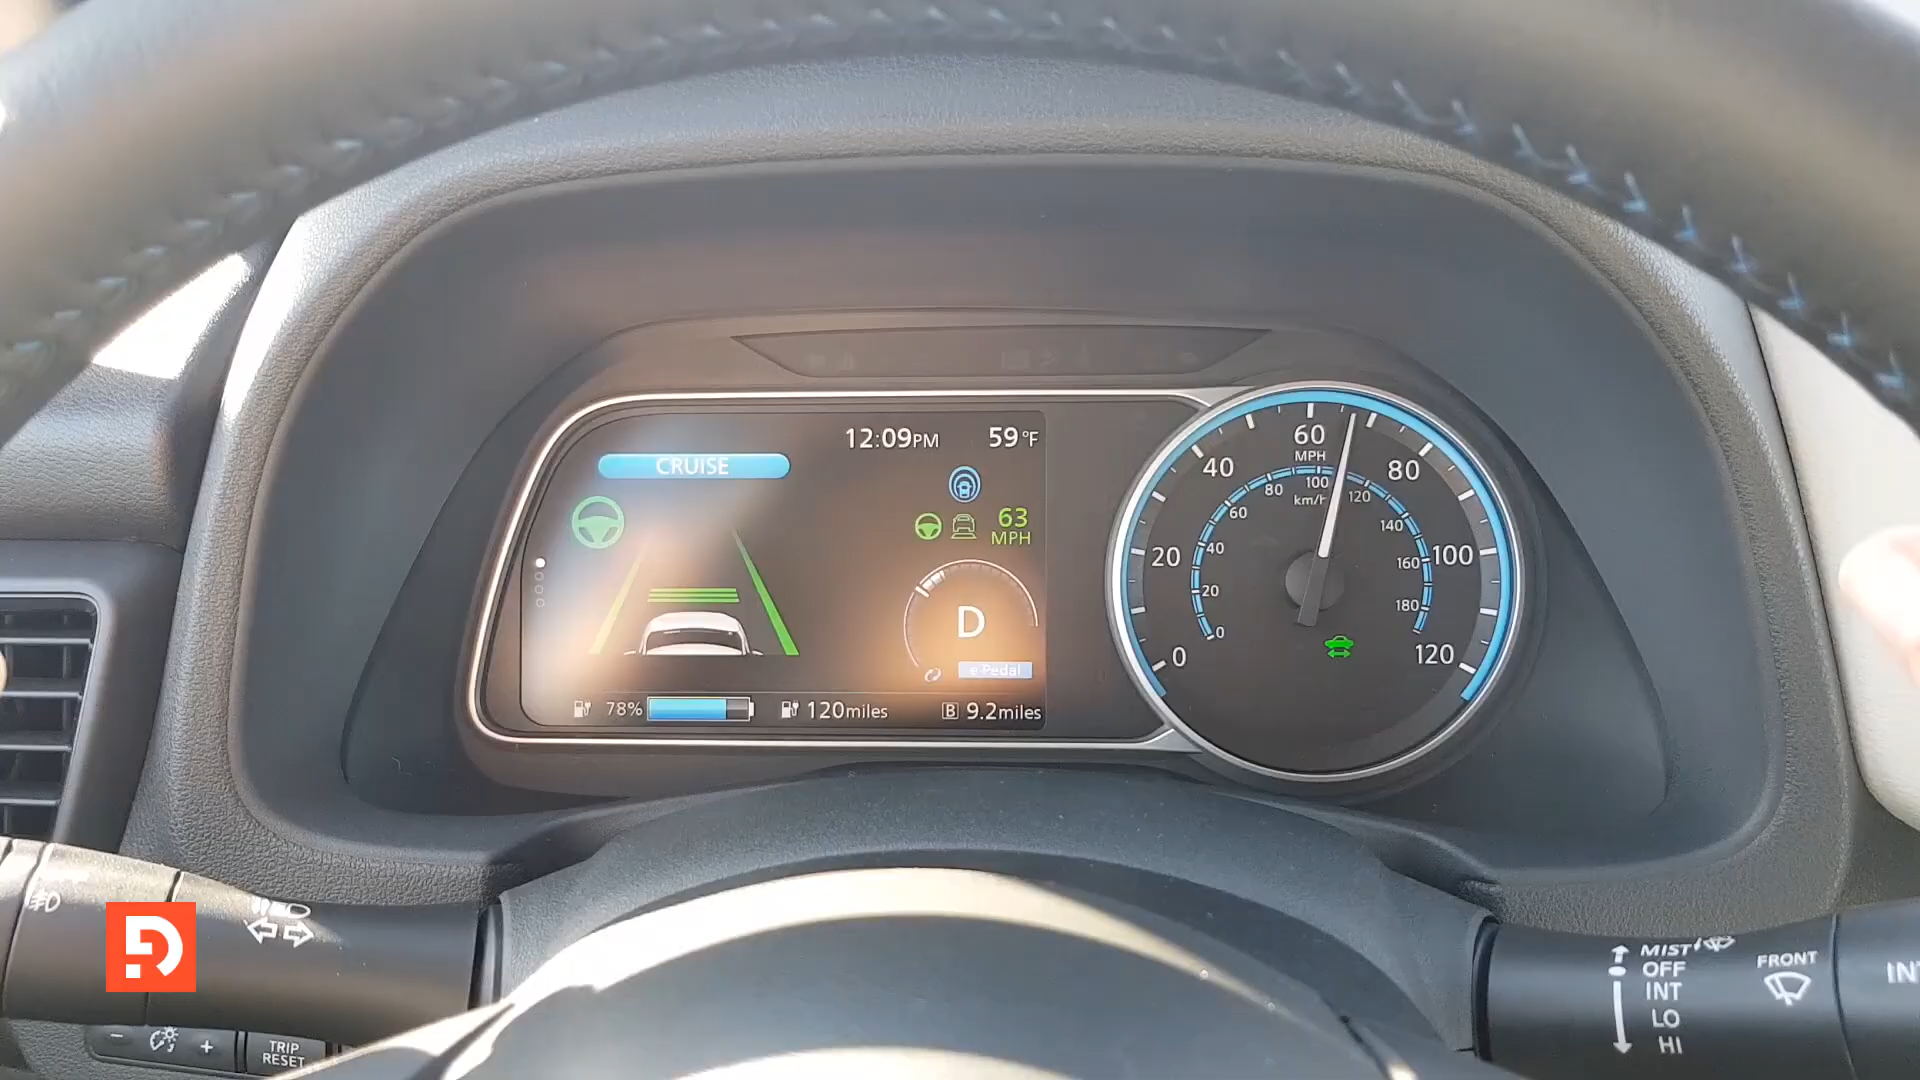 12:09PM 59°F
CRUISE
63
MPH
D
e Pedal
78% 120miles B 9.2miles
0 20 40 60 80 100 120
MPH
0 20 40 60 80 100 120 140 160 180
km/h
TRIP
RESET
- +
MIST
OFF
INT
LO
HI
FRONT